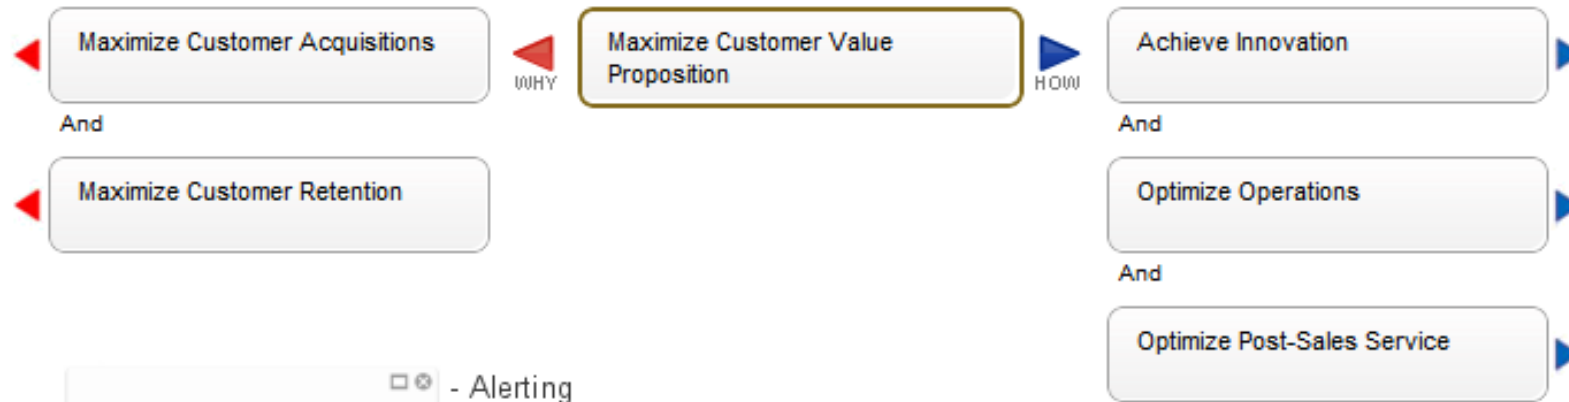 Maximize Customer Acquisitions
WHY
Maximize Customer Value
Proposition
HOW
Achieve Innovation
And
And
Maximize Customer Retention
Optimize Operations
And
Optimize Post-Sales Service
- Alerting